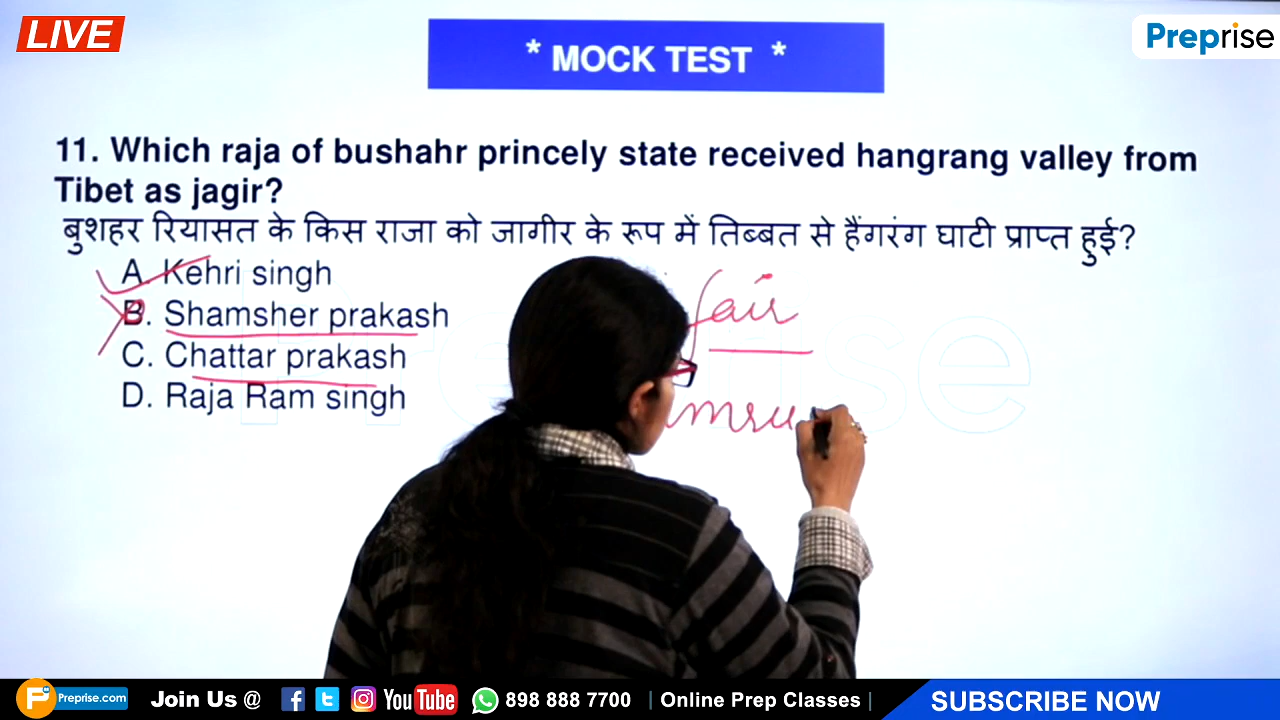 LIVE
* MOCK TEST *
Preprise
11. Which raja of bushahr princely state received hangrang valley from
Tibet as jagir?
बुशहर रियासत के किस राजा को जागीर के रूप में तिब्बत से हैंगरंग घाटी प्राप्त हुई?
A. Kehri singh
B. Shamsher prakash
C. Chattar prakash
D. Raja Ram singh
fair
Preprise.com
Join Us @
YouTube
898 888 7700
Online Prep Classes
SUBSCRIBE NOW